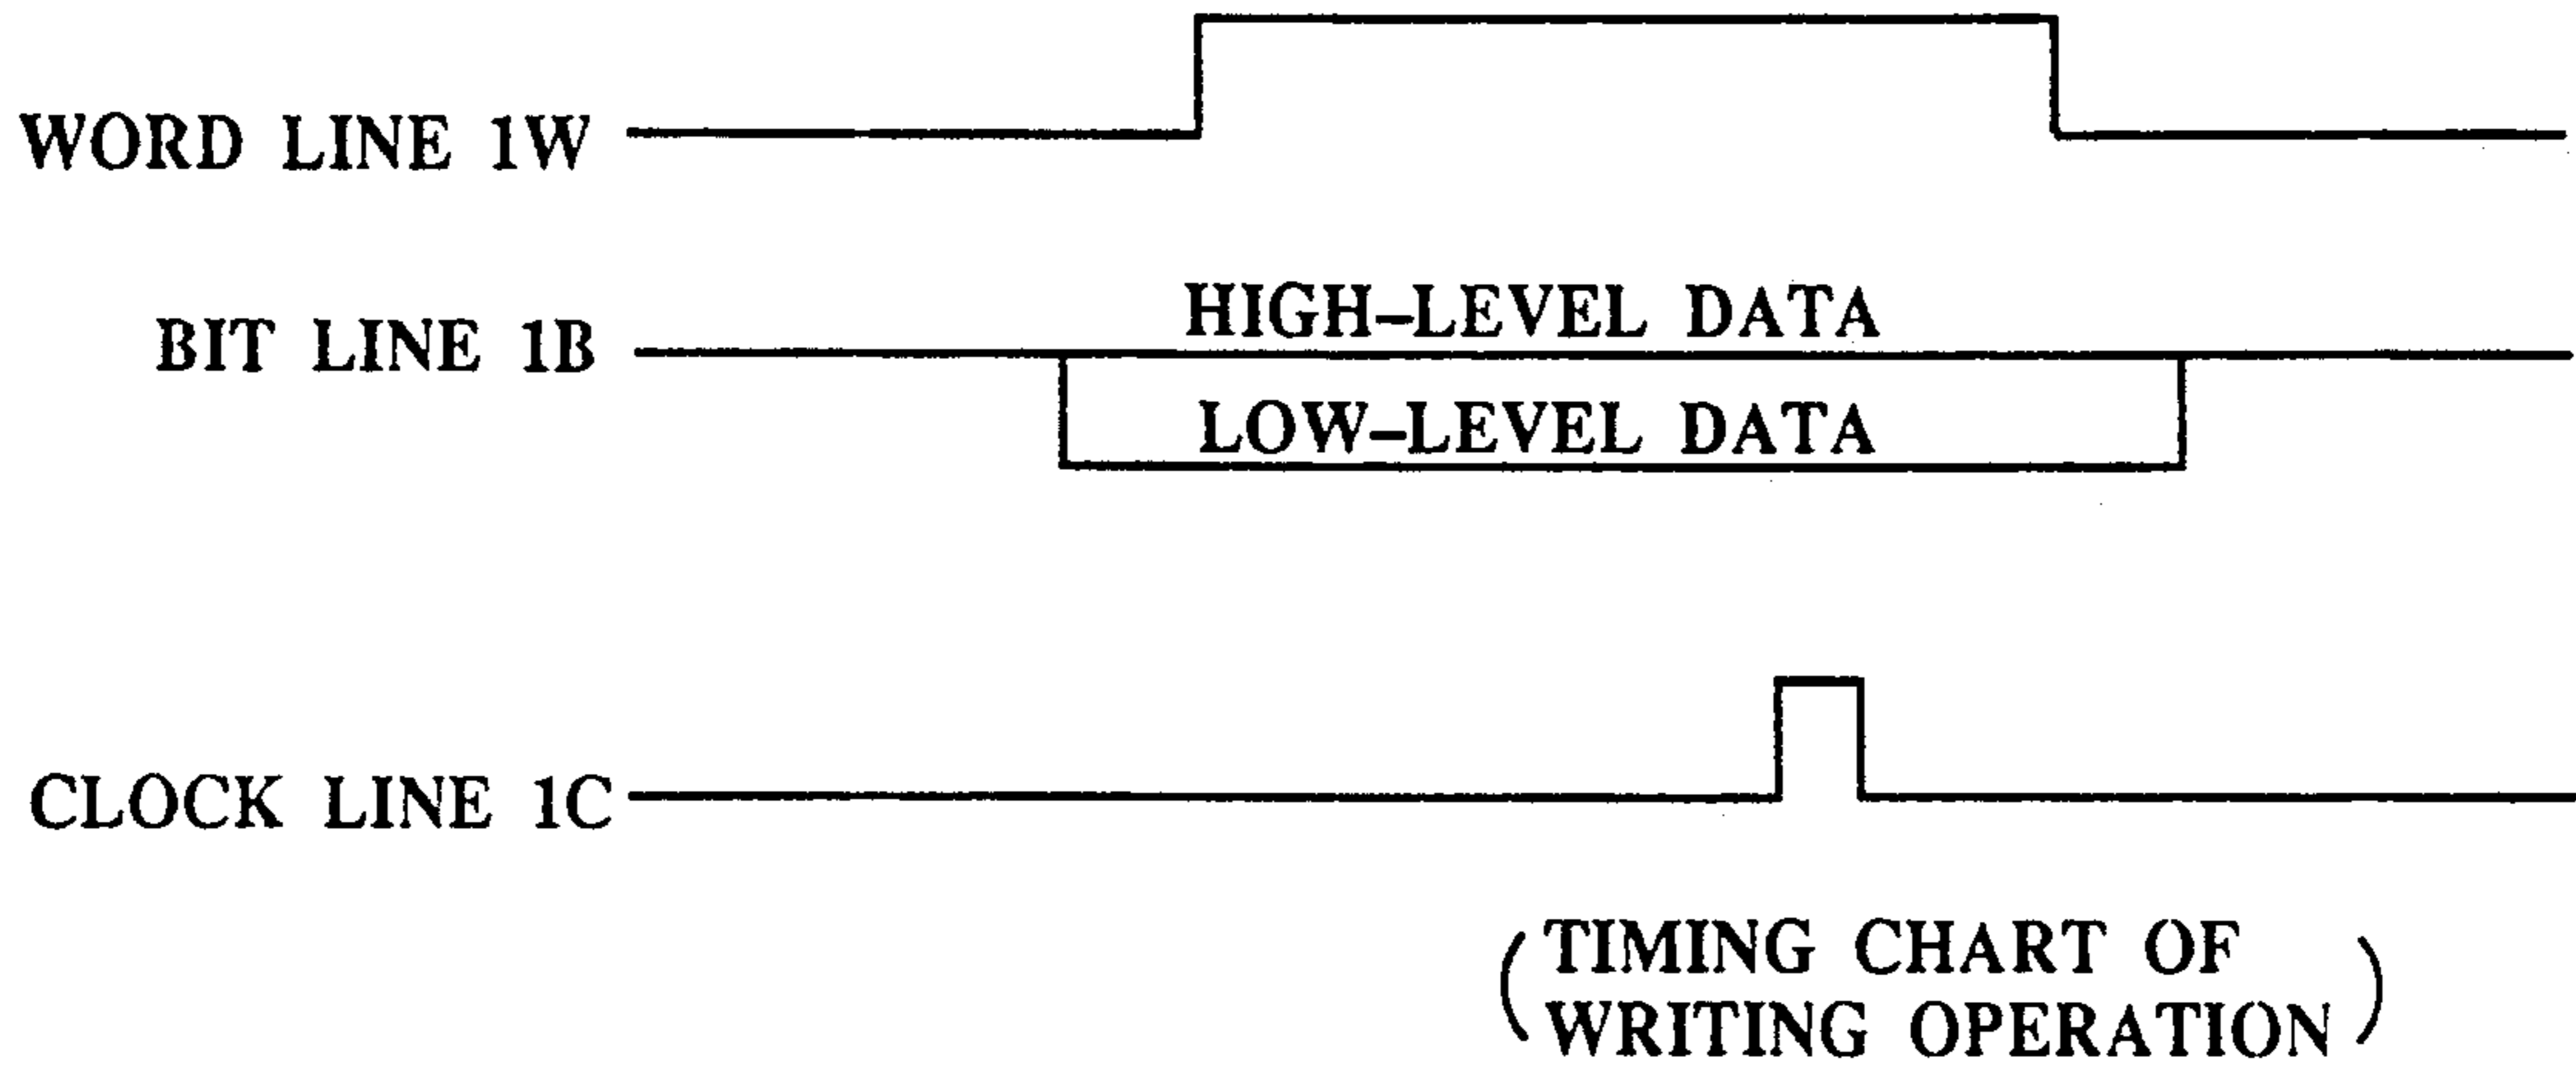 WORD LINE 1W
BIT LINE 1B
HIGH-LEVEL DATA
LOW-LEVEL DATA
CLOCK LINE 1C
(TIMING CHART OF
WRITING OPERATION)